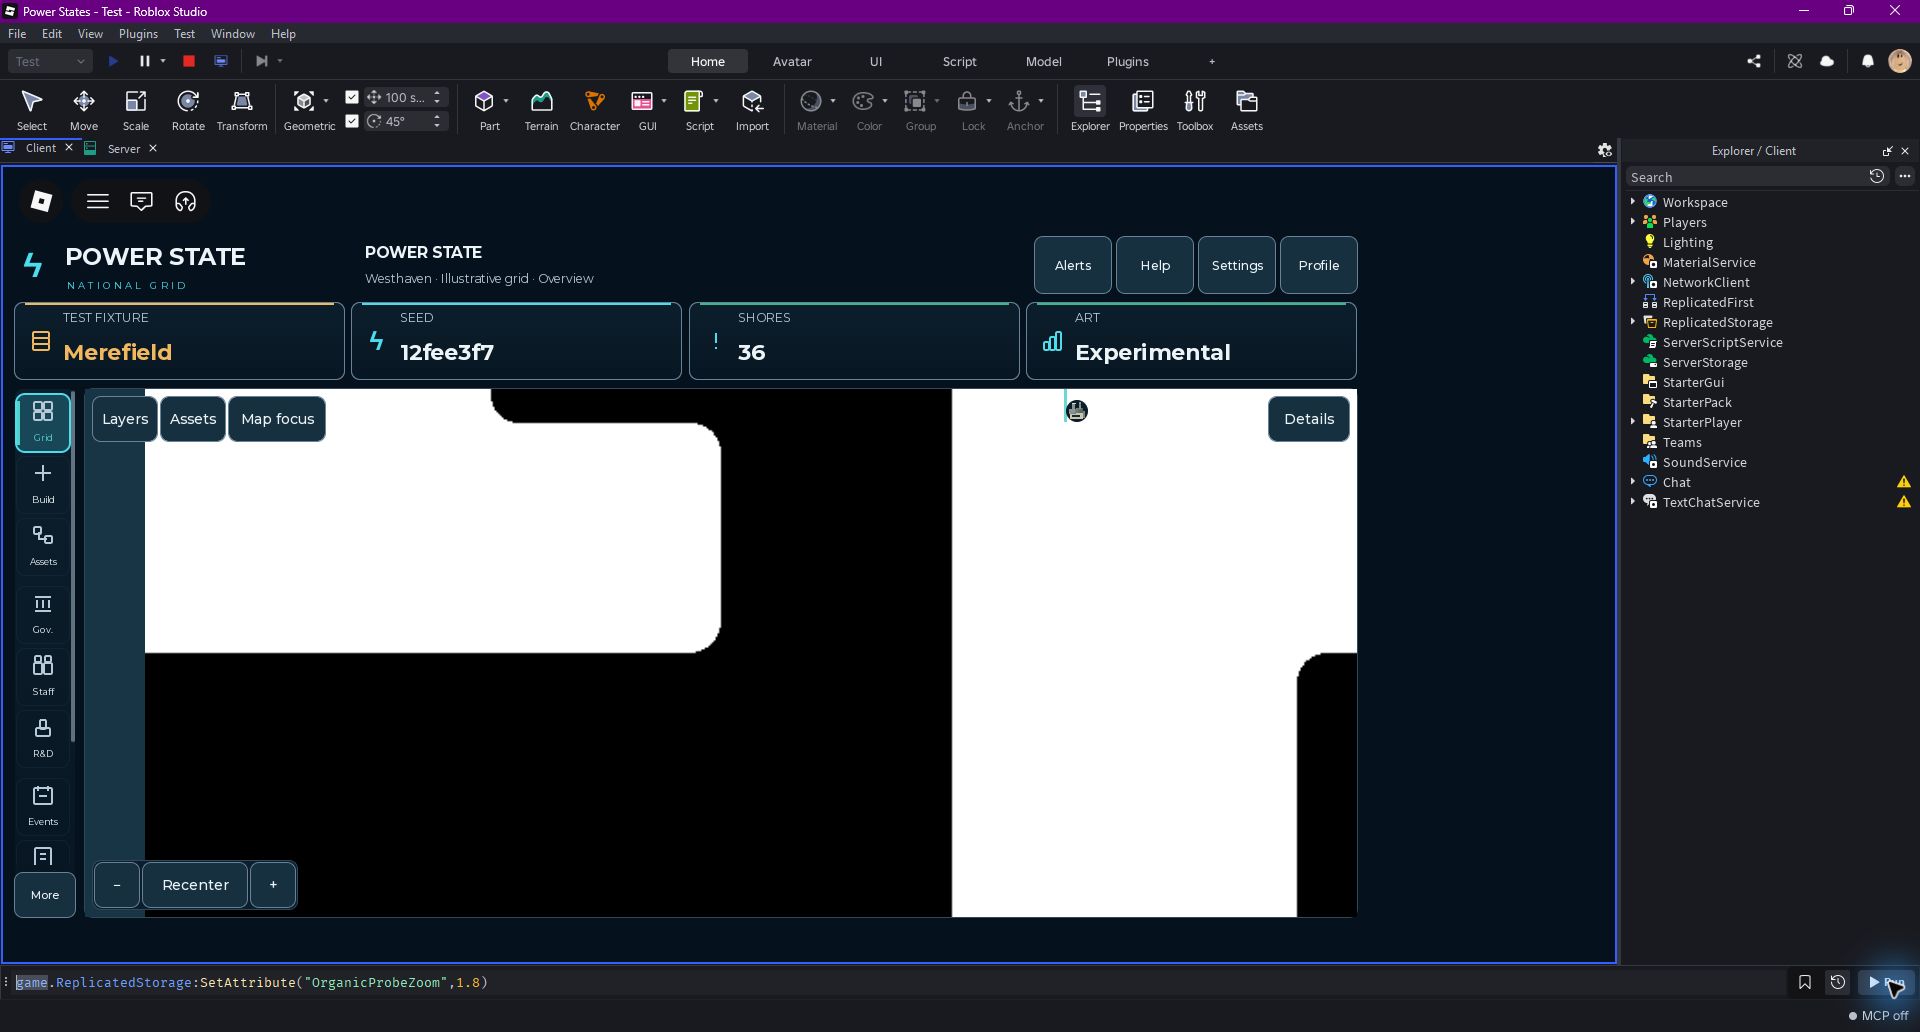 Power States - Test - Roblox Studio
File Edit View Plugins Test Window Help
Test
Home Avatar UI Script Model Plugins +
100 s...
45°
Select Move Scale Rotate Transform Geometric Part Terrain Character GUI Script Import Material Color Group Lock Anchor Explorer Properties Toolbox Assets
Client Server
Explorer / Client
Search
Workspace
Players
Lighting
MaterialService
NetworkClient
ReplicatedFirst
ReplicatedStorage
ServerScriptService
ServerStorage
StarterGui
StarterPack
StarterPlayer
Teams
SoundService
Chat
TextChatService
POWER STATE
NATIONAL GRID
POWER STATE
Westhaven · Illustrative grid · Overview
Alerts Help Settings Profile
TEST FIXTURE
Merefield
SEED
12fee3f7
SHORES
36
ART
Experimental
Grid
Build
Assets
Gov.
Staff
R&D
Events
More
Layers Assets Map focus
Details
− Recenter +
game.ReplicatedStorage:SetAttribute("OrganicProbeZoom",1.8)
MCP off